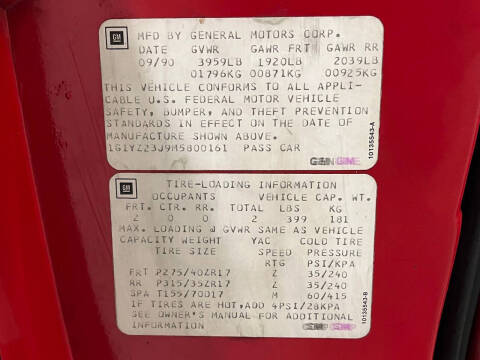 GM
MFD BY GENERAL MOTORS CORP.
DATE GVWR GAWR FRT GAWR RR
09/90 3959LB 1920LB 2039LB
01796KG 00871KG 00925KG
THIS VEHICLE CONFORMS TO ALL APPLI-
CABLE U.S. FEDERAL MOTOR VEHICLE
SAFETY, BUMPER, AND THEFT PREVENTION
STANDARDS IN EFFECT ON THE DATE OF
MANUFACTURE SHOWN ABOVE.
1G1YZ23J9M5800161 PASS CAR
GM GM
10135543-A
GM
TIRE-LOADING INFORMATION
OCCUPANTS VEHICLE CAP. WT.
FRT. CTR. RR. TOTAL LBS KG
2 0 0 2 399 181
MAX. LOADING @ GVWR SAME AS VEHICLE
CAPACITY WEIGHT YAC COLD TIRE
TIRE SIZE SPEED PRESSURE
RTG PSI/KPA
FRT P275/40ZR17 Z 35/240
RR P315/35ZR17 Z 35/240
SPA T155/70D17 M 60/415
IF TIRES ARE HOT, ADD 4PSI/28KPA
SEE OWNER'S MANUAL FOR ADDITIONAL
INFORMATION
10135543-B